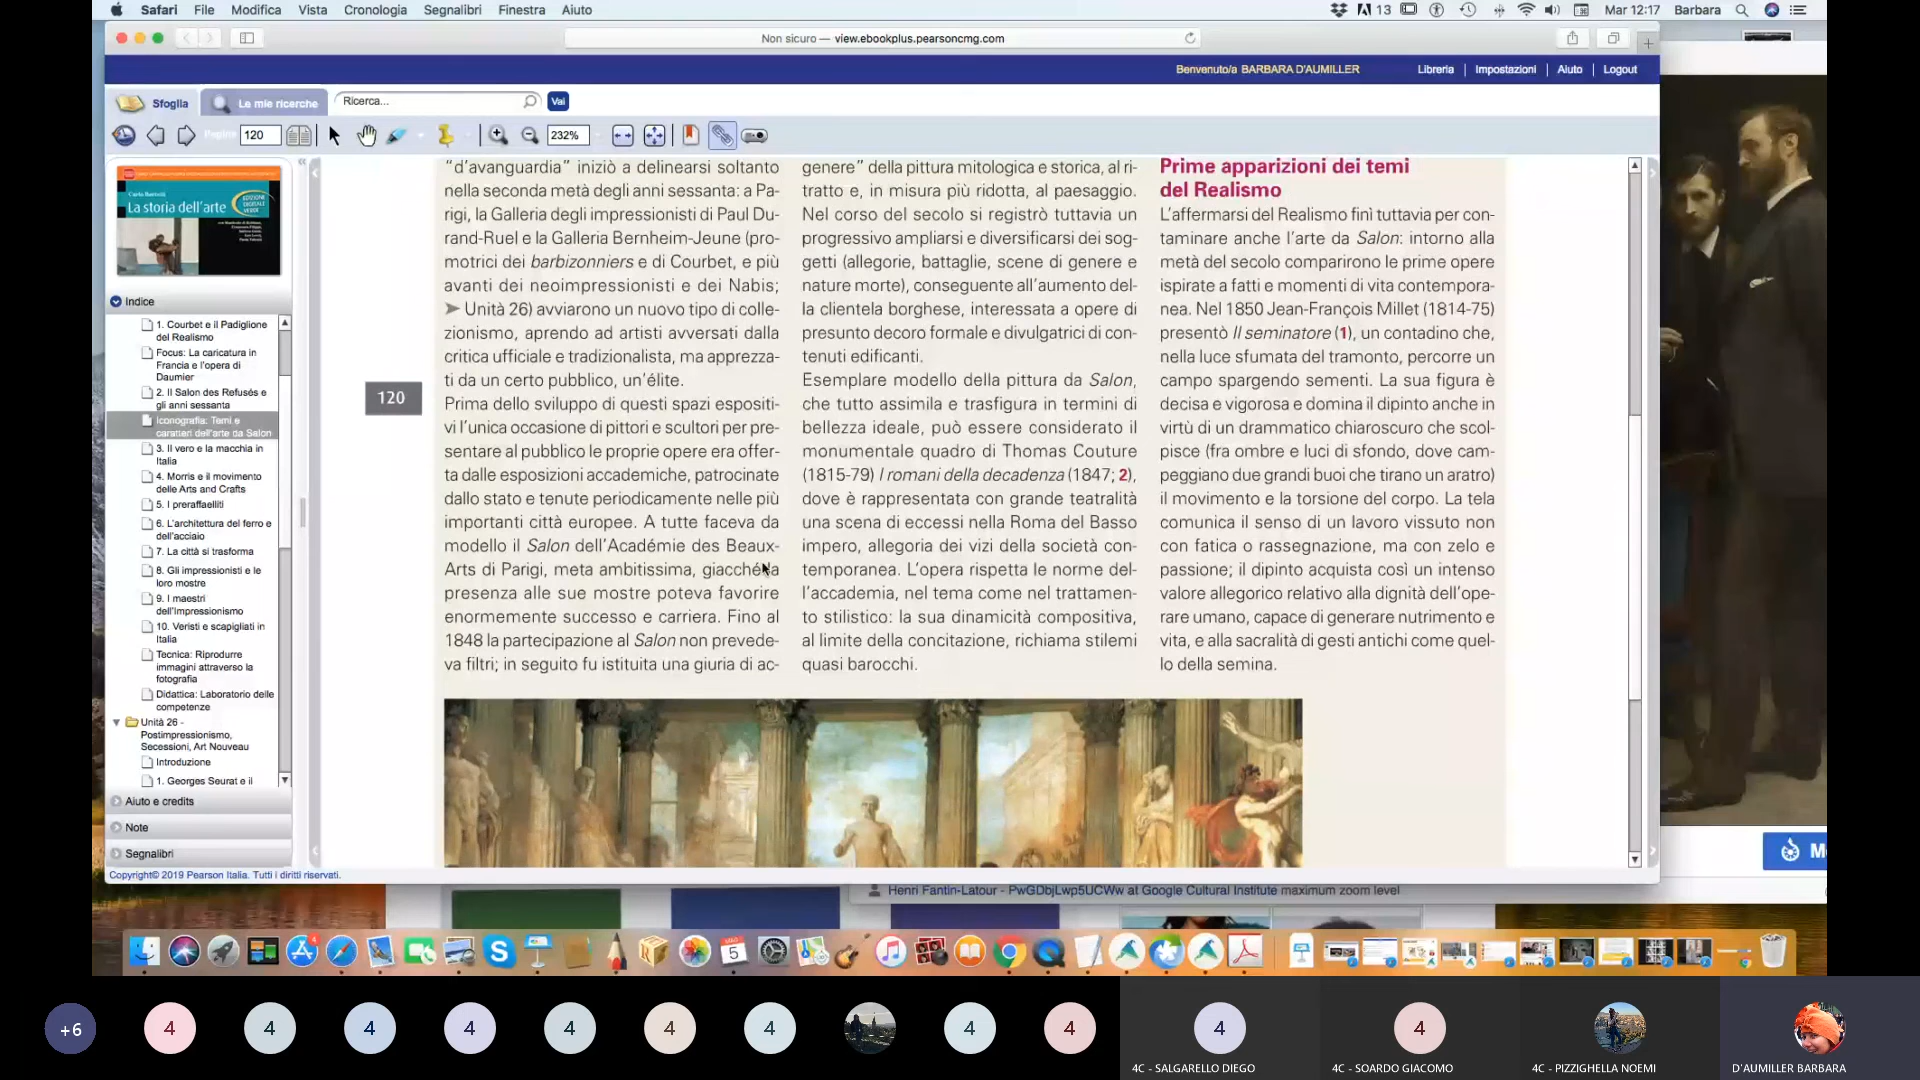 Safari File Modifica Vista Cronologia Segnalibri Finestra Aiuto
13 Mar 12:17 Barbara
Non sicuro — view.ebookplus.pearsoncmg.com
Benvenuto/a BARBARA D'AUMILLER Libreria | Impostazioni | Aiuto | Logout
Sfoglia Le mie ricerche Ricerca... Vai
Pagina 120 232%
La storia dell'arte
Indice
1. Courbet e il Padiglione
del Realismo
Focus: La caricatura in
Francia e l'opera di
Daumier
2. Il Salon des Refusés e
gli anni sessanta
Iconografia: Temi e
caratteri dell'arte da Salon
3. Il vero e la macchia in
Italia
4. Morris e il movimento
delle Arts and Crafts
5. I preraffaelliti
6. L'architettura del ferro e
dell'acciaio
7. La città si trasforma
8. Gli impressionisti e le
loro mostre
9. I maestri
dell'Impressionismo
10. Veristi e scapigliati in
Italia
Tecnica: Riprodurre
immagini attraverso la
fotografia
Didattica: Laboratorio delle
competenze
Unità 26 -
Postimpressionismo,
Secessioni, Art Nouveau
Introduzione
1. Georges Seurat e il
Aiuto e credits
Note
Segnalibri
Copyright© 2019 Pearson Italia. Tutti i diritti riservati.
120
"d'avanguardia" iniziò a delinearsi soltanto
nella seconda metà degli anni sessanta: a Pa-
rigi, la Galleria degli impressionisti di Paul Du-
rand-Ruel e la Galleria Bernheim-Jeune (pro-
motrici dei barbizonniers e di Courbet, e più
avanti dei neoimpressionisti e dei Nabis;
➤ Unità 26) avviarono un nuovo tipo di colle-
zionismo, aprendo ad artisti avversati dalla
critica ufficiale e tradizionalista, ma apprezza-
ti da un certo pubblico, un'élite.
Prima dello sviluppo di questi spazi espositi-
vi l'unica occasione di pittori e scultori per pre-
sentare al pubblico le proprie opere era offer-
ta dalle esposizioni accademiche, patrocinate
dallo stato e tenute periodicamente nelle più
importanti città europee. A tutte faceva da
modello il Salon dell'Académie des Beaux-
Arts di Parigi, meta ambitissima, giacché la
presenza alle sue mostre poteva favorire
enormemente successo e carriera. Fino al
1848 la partecipazione al Salon non prevede-
va filtri; in seguito fu istituita una giuria di ac-
genere" della pittura mitologica e storica, al ri-
tratto e, in misura più ridotta, al paesaggio.
Nel corso del secolo si registrò tuttavia un
progressivo ampliarsi e diversificarsi dei sog-
getti (allegorie, battaglie, scene di genere e
nature morte), conseguente all'aumento del-
la clientela borghese, interessata a opere di
presunto decoro formale e divulgatrici di con-
tenuti edificanti.
Esemplare modello della pittura da Salon,
che tutto assimila e trasfigura in termini di
bellezza ideale, può essere considerato il
monumentale quadro di Thomas Couture
(1815-79) I romani della decadenza (1847; 2),
dove è rappresentata con grande teatralità
una scena di eccessi nella Roma del Basso
impero, allegoria dei vizi della società con-
temporanea. L'opera rispetta le norme del-
l'accademia, nel tema come nel trattamen-
to stilistico: la sua dinamicità compositiva,
al limite della concitazione, richiama stilemi
quasi barocchi.
Prime apparizioni dei temi
del Realismo
L'affermarsi del Realismo finì tuttavia per con-
taminare anche l'arte da Salon: intorno alla
metà del secolo comparirono le prime opere
ispirate a fatti e momenti di vita contempora-
nea. Nel 1850 Jean-François Millet (1814-75)
presentò Il seminatore (1), un contadino che,
nella luce sfumata del tramonto, percorre un
campo spargendo sementi. La sua figura è
decisa e vigorosa e domina il dipinto anche in
virtù di un drammatico chiaroscuro che scol-
pisce (fra ombre e luci di sfondo, dove cam-
peggiano due grandi buoi che tirano un aratro)
il movimento e la torsione del corpo. La tela
comunica il senso di un lavoro vissuto non
con fatica o rassegnazione, ma con zelo e
passione; il dipinto acquista così un intenso
valore allegorico relativo alla dignità dell'ope-
rare umano, capace di generare nutrimento e
vita, e alla sacralità di gesti antichi come quel-
lo della semina.
Henri Fantin-Latour - PwGDbjLwp5UCWw at Google Cultural Institute maximum zoom level
M
4
5
+6 4 4 4 4 4 4 4 4 4 4 4
4C - SALGARELLO DIEGO 4C - SOARDO GIACOMO 4C - PIZZIGHELLA NOEMI D'AUMILLER BARBARA